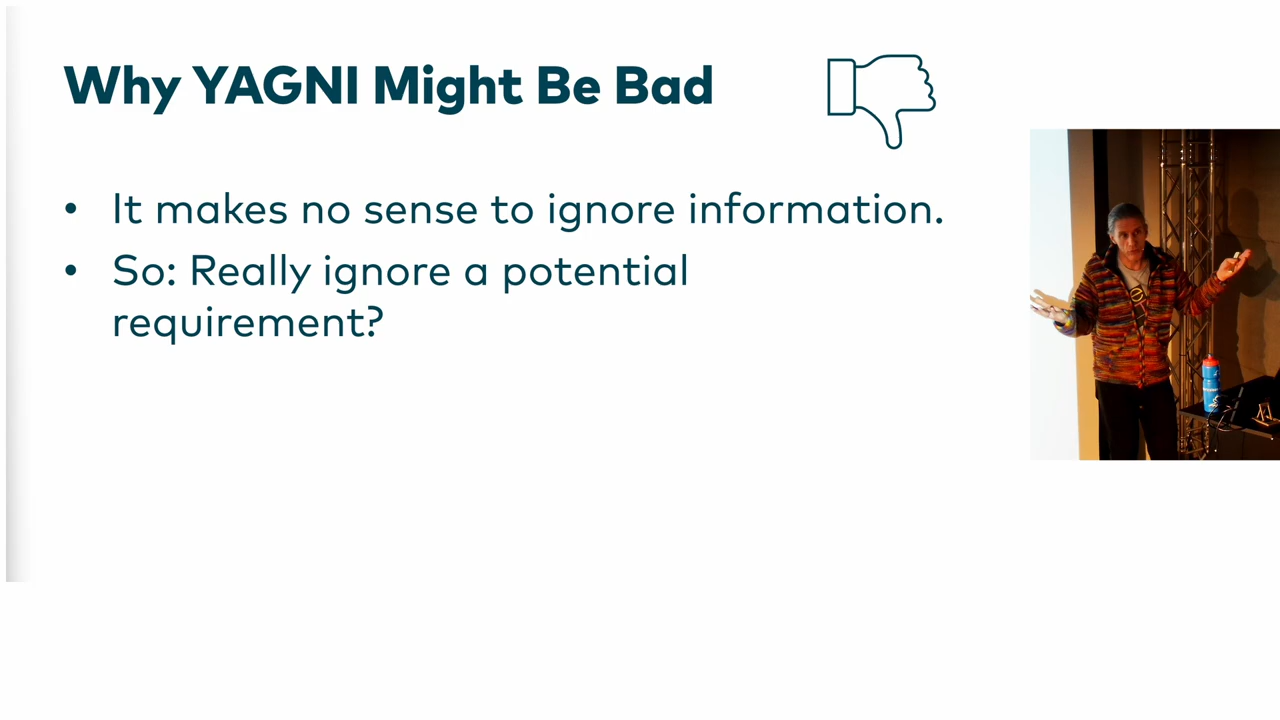 Why YAGNI Might Be Bad
• It makes no sense to ignore information.
• So: Really ignore a potential
requirement?